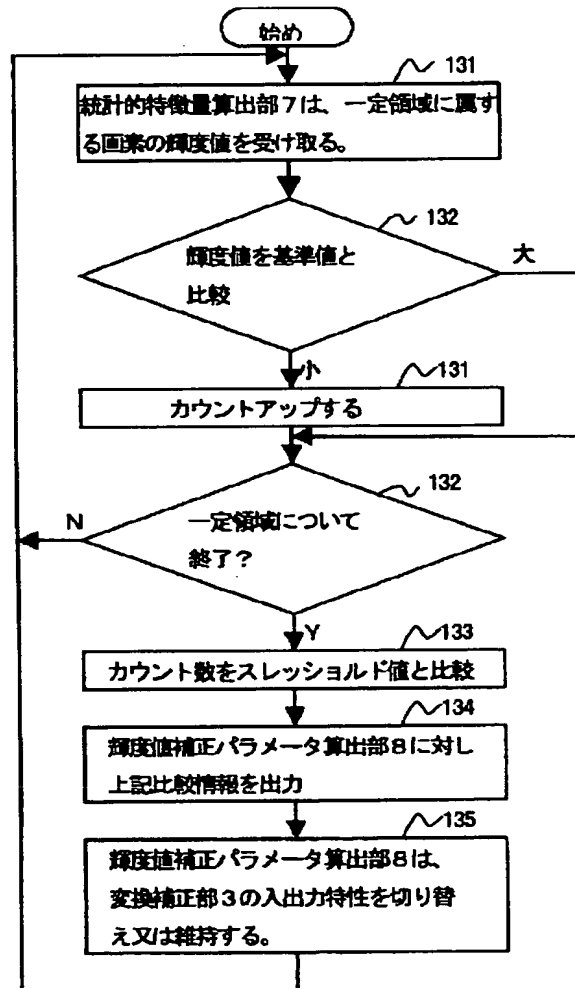 始め
131
統計的特徴量算出部7は、一定領域に属す
る画素の輝度値を受け取る。
132
輝度値を基準値と
比較
大
小
131
カウントアップする
132
一定領域について
終了？
N
Y
133
カウント数をスレッショルド値と比較
134
輝度値補正パラメータ算出部8に対し
上記比較情報を出力
135
輝度値補正パラメータ算出部8は、
変換補正部3の入出力特性を切り替
え又は維持する。